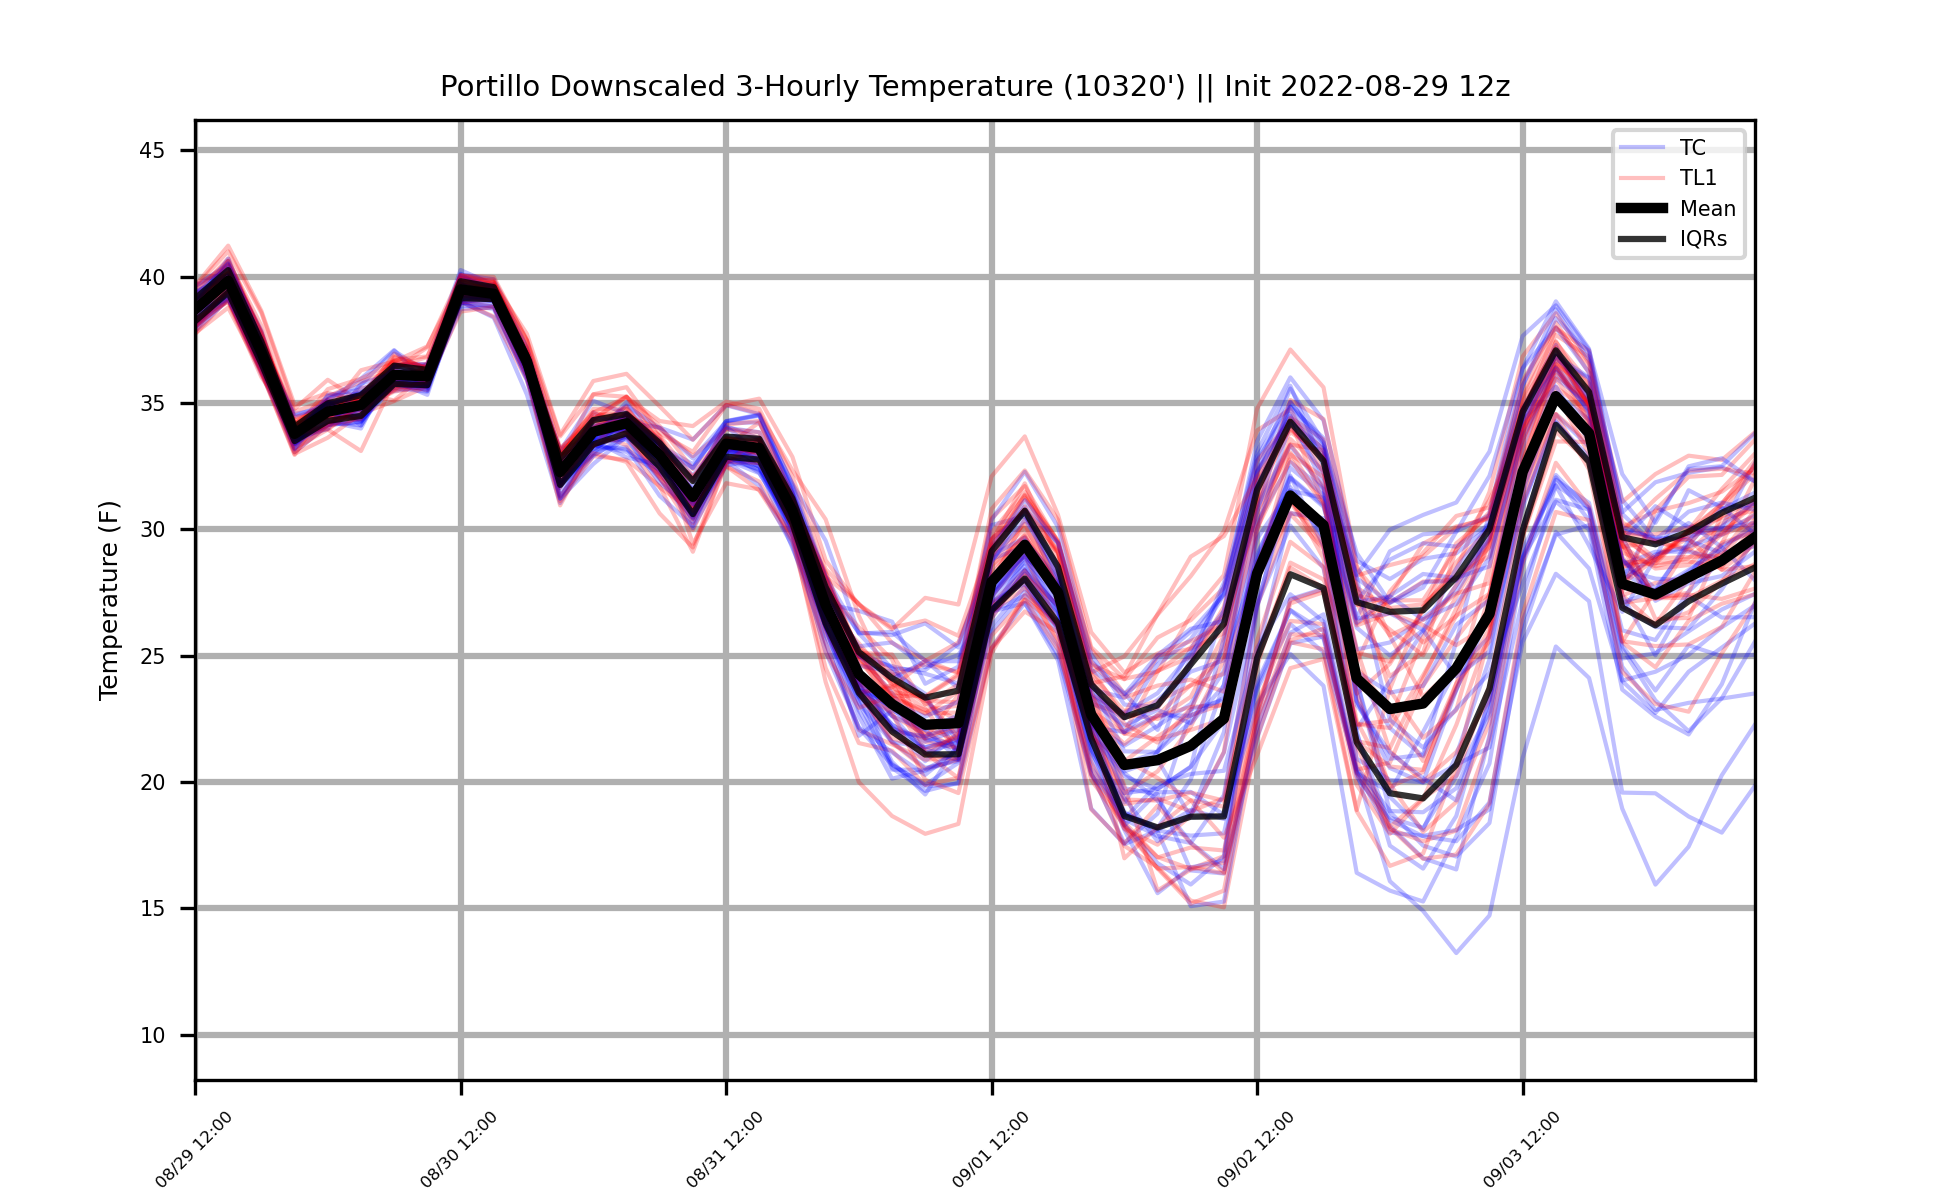 Portillo Downscaled 3-Hourly Temperature (10320') || Init 2022-08-29 12z
TC
TL1
Mean
IQRs
Temperature (F)
45
40
35
30
25
20
15
10
08/29 12:00
08/30 12:00
08/31 12:00
09/01 12:00
09/02 12:00
09/03 12:00